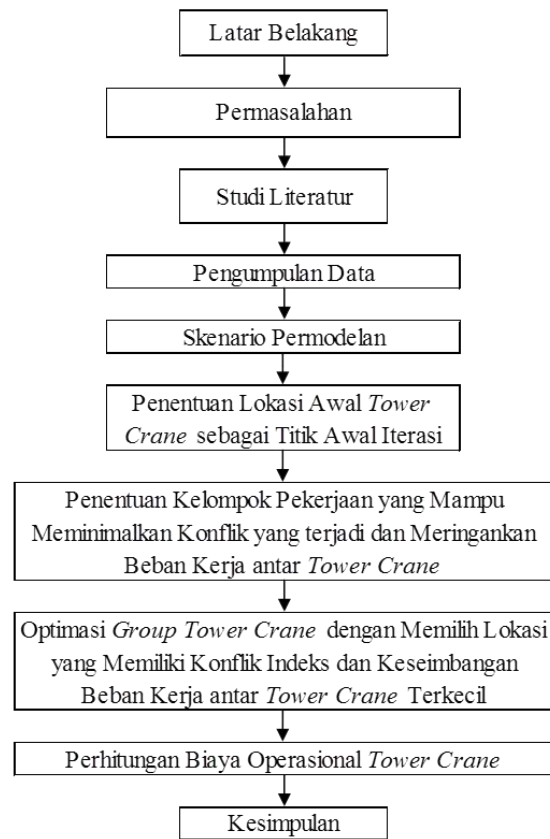 Latar Belakang
Permasalahan
Studi Literatur
Pengumpulan Data
Skenario Permodelan
Penentuan Lokasi Awal Tower
Crane sebagai Titik Awal Iterasi
Penentuan Kelompok Pekerjaan yang Mampu
Meminimalkan Konflik yang terjadi dan Meringankan
Beban Kerja antar Tower Crane
Optimasi Group Tower Crane dengan Memilih Lokasi
yang Memiliki Konflik Indeks dan Keseimbangan
Beban Kerja antar Tower Crane Terkecil
Perhitungan Biaya Operasional Tower Crane
Kesimpulan